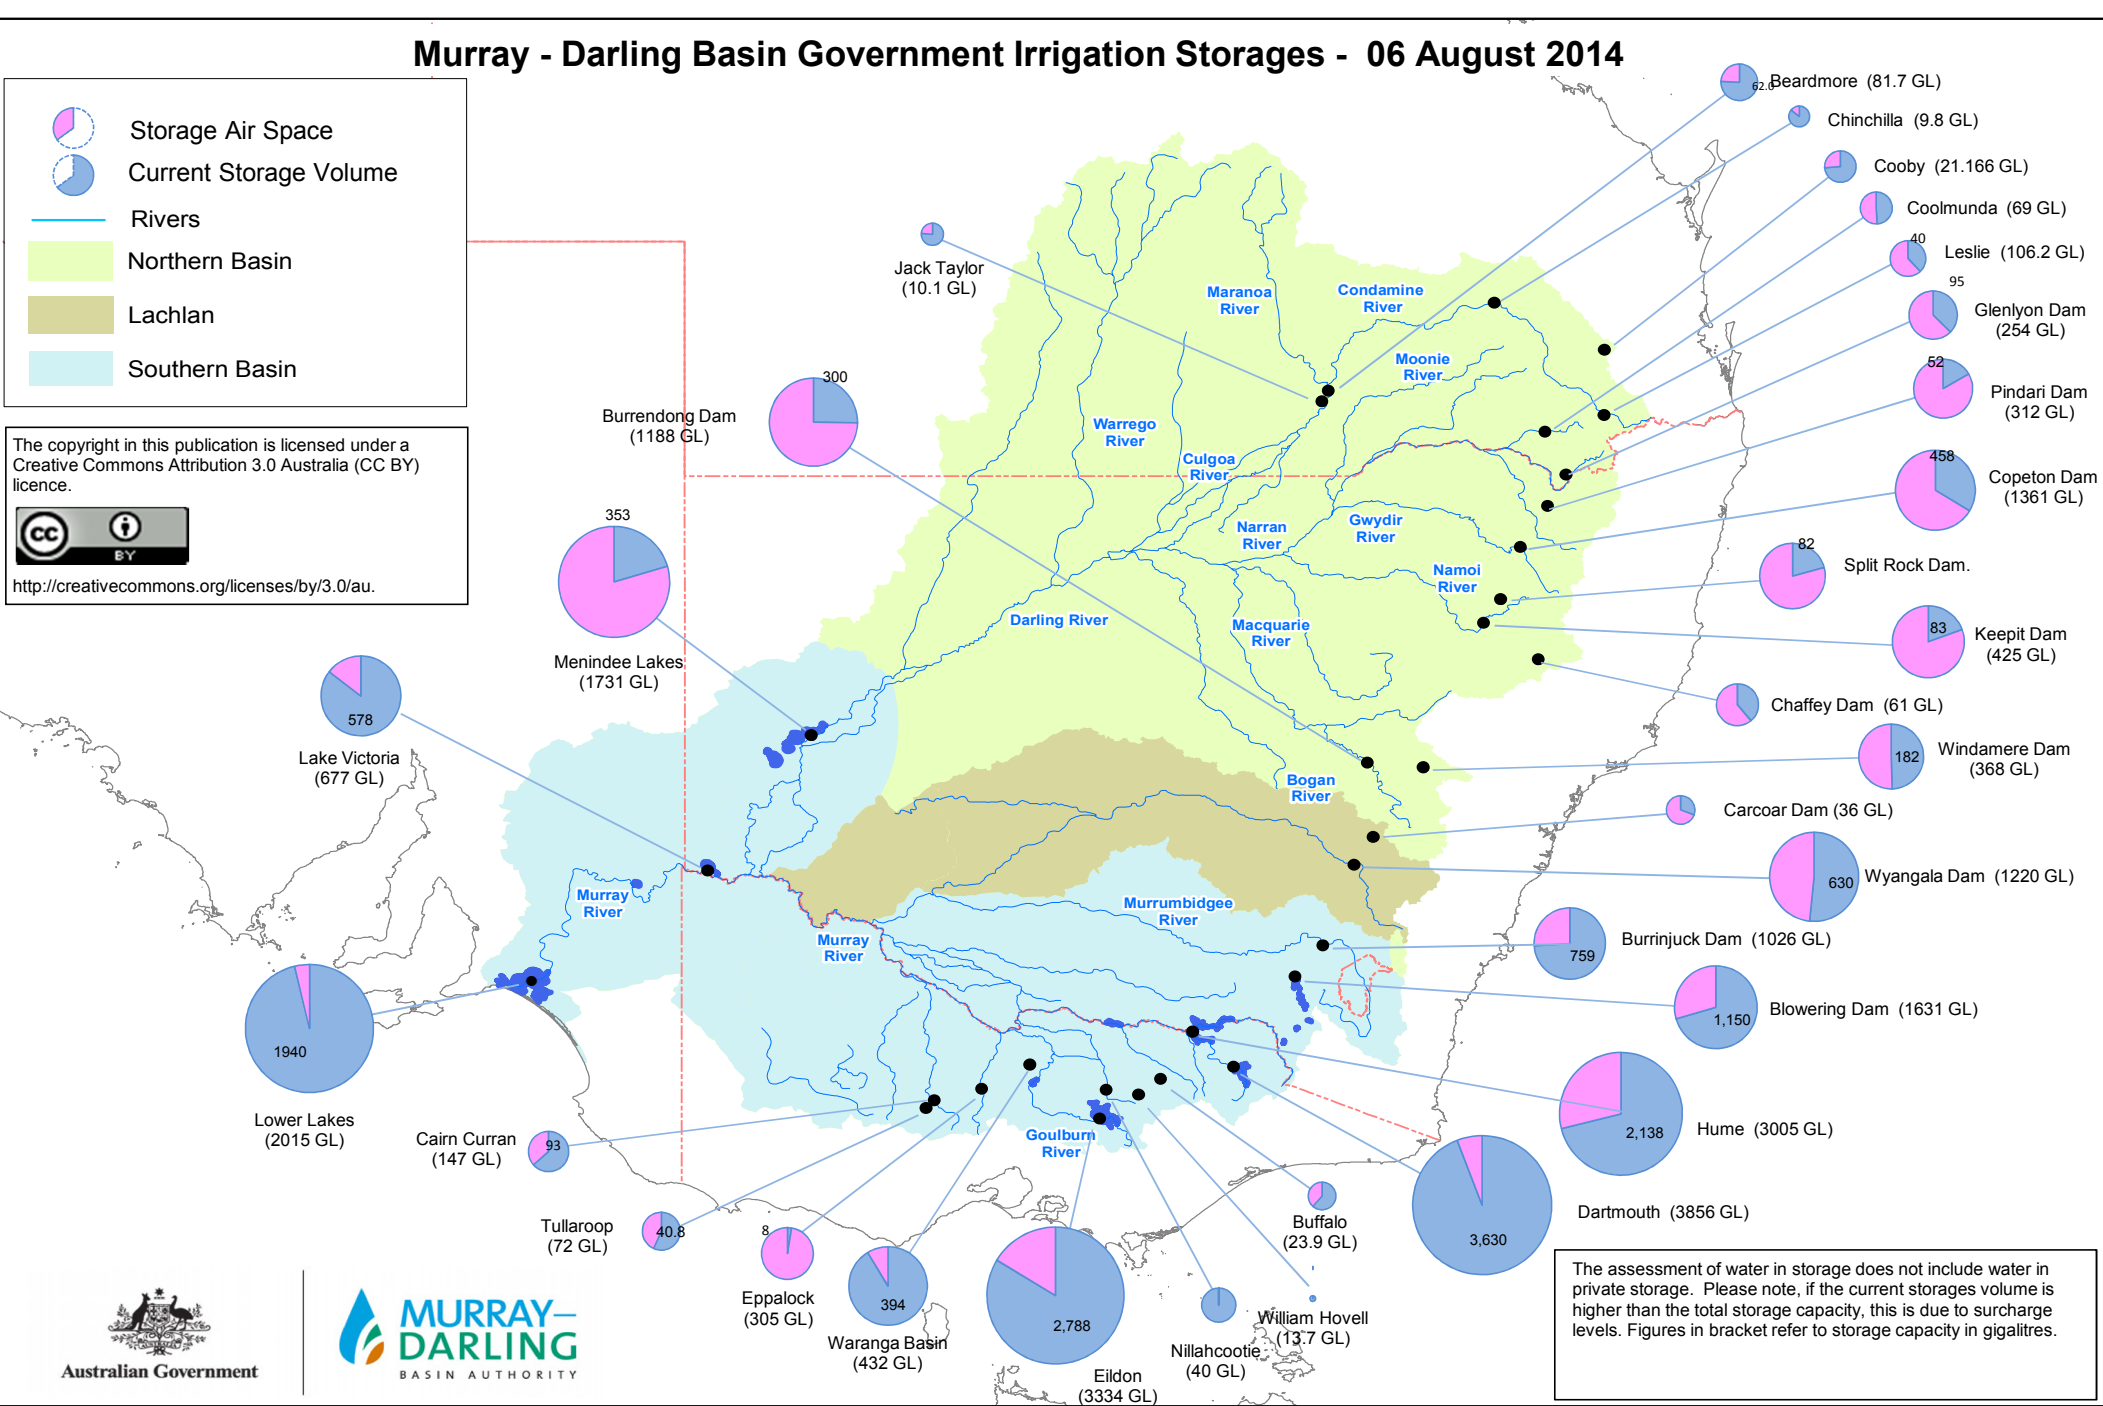 Murray - Darling Basin Government Irrigation Storages - 06 August 2014
Storage Air Space
Current Storage Volume
Rivers
Northern Basin
Lachlan
Southern Basin
The copyright in this publication is licensed under a
Creative Commons Attribution 3.0 Australia (CC BY)
licence.
cc
BY
http://creativecommons.org/licenses/by/3.0/au.
62.0
Beardmore (81.7 GL)
Chinchilla (9.8 GL)
Cooby (21.166 GL)
Coolmunda (69 GL)
40
Leslie (106.2 GL)
95
Glenlyon Dam
(254 GL)
52
Pindari Dam
(312 GL)
458
Copeton Dam
(1361 GL)
82
Split Rock Dam.
83
Keepit Dam
(425 GL)
Chaffey Dam (61 GL)
182
Windamere Dam
(368 GL)
Carcoar Dam (36 GL)
630
Wyangala Dam (1220 GL)
759
Burrinjuck Dam (1026 GL)
1,150
Blowering Dam (1631 GL)
2,138
Hume (3005 GL)
3,630
Dartmouth (3856 GL)
Jack Taylor
(10.1 GL)
300
Burrendong Dam
(1188 GL)
353
Menindee Lakes
(1731 GL)
578
Lake Victoria
(677 GL)
1940
Lower Lakes
(2015 GL)
93
Cairn Curran
(147 GL)
40.8
Tullaroop
(72 GL)
8
Eppalock
(305 GL)
394
Waranga Basin
(432 GL)
2,788
Eildon
(3334 GL)
Nillahcootie
(40 GL)
William Hovell
(13.7 GL)
Buffalo
(23.9 GL)
Maranoa
River
Condamine
River
Moonie
River
Warrego
River
Culgoa
River
Narran
River
Gwydir
River
Namoi
River
Darling River
Macquarie
River
Bogan
River
Murray
River
Murray
River
Murrumbidgee
River
Goulburn
River
Australian Government
MURRAY–
DARLING
BASIN AUTHORITY
The assessment of water in storage does not include water in
private storage. Please note, if the current storages volume is
higher than the total storage capacity, this is due to surcharge
levels. Figures in bracket refer to storage capacity in gigalitres.